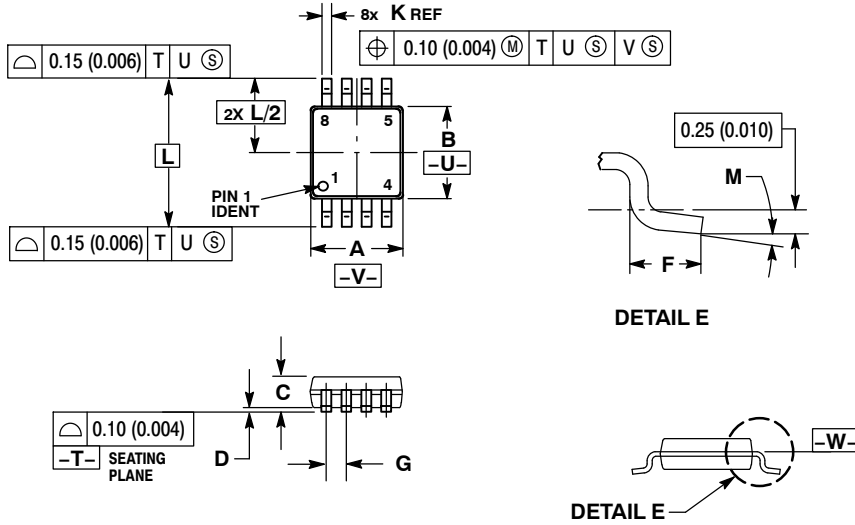 8x K REF
⌖ 0.10 (0.004) Ⓜ T U Ⓢ V Ⓢ
⌓ 0.15 (0.006) T U Ⓢ
2X L/2
L
8 5
B
–U–
1 4
PIN 1
IDENT
⌓ 0.15 (0.006) T U Ⓢ
A
–V–
0.25 (0.010)
M
F
DETAIL E
C
⌓ 0.10 (0.004)
–T– SEATING
PLANE
D
G
–W–
DETAIL E